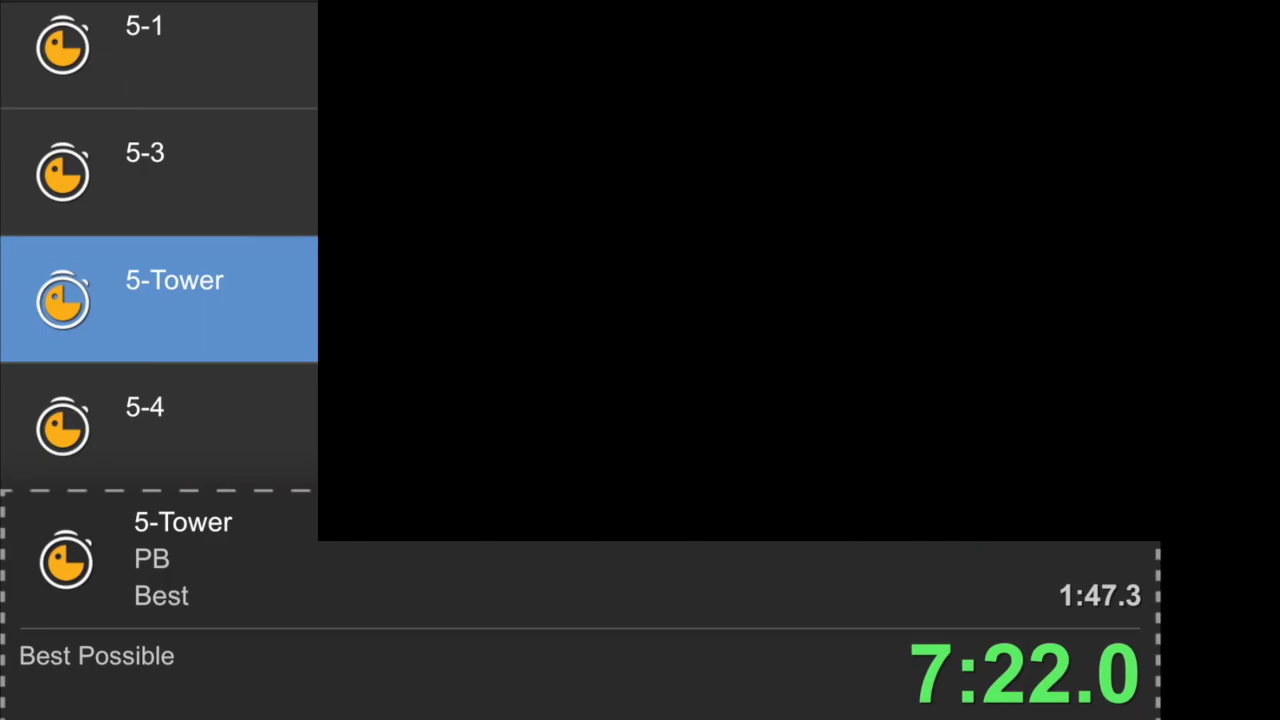 5-1
5-3
5-Tower
5-4
5-Tower
PB
Best 1:47.3
Best Possible 7:22.0